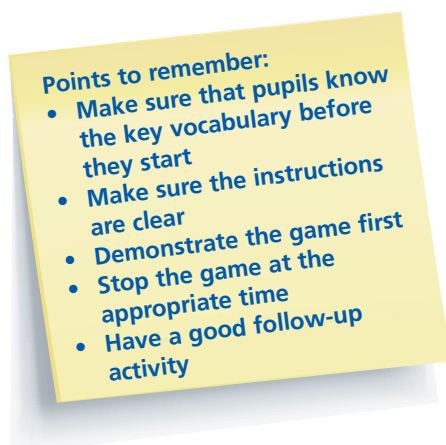 Points to remember:
• Make sure that pupils know
the key vocabulary before
they start
• Make sure the instructions
are clear
• Demonstrate the game first
• Stop the game at the
appropriate time
• Have a good follow-up
activity